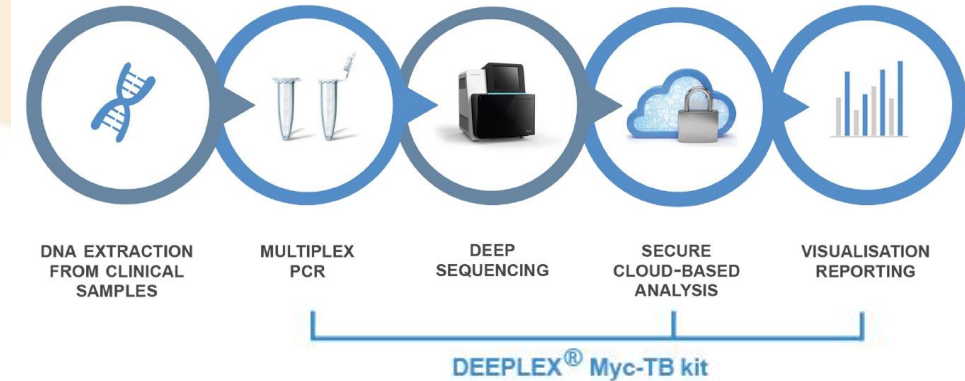 DNA EXTRACTION
FROM CLINICAL
SAMPLES
MULTIPLEX
PCR
DEEP
SEQUENCING
SECURE
CLOUD-BASED
ANALYSIS
VISUALISATION
REPORTING
DEEPLEX® Myc-TB kit